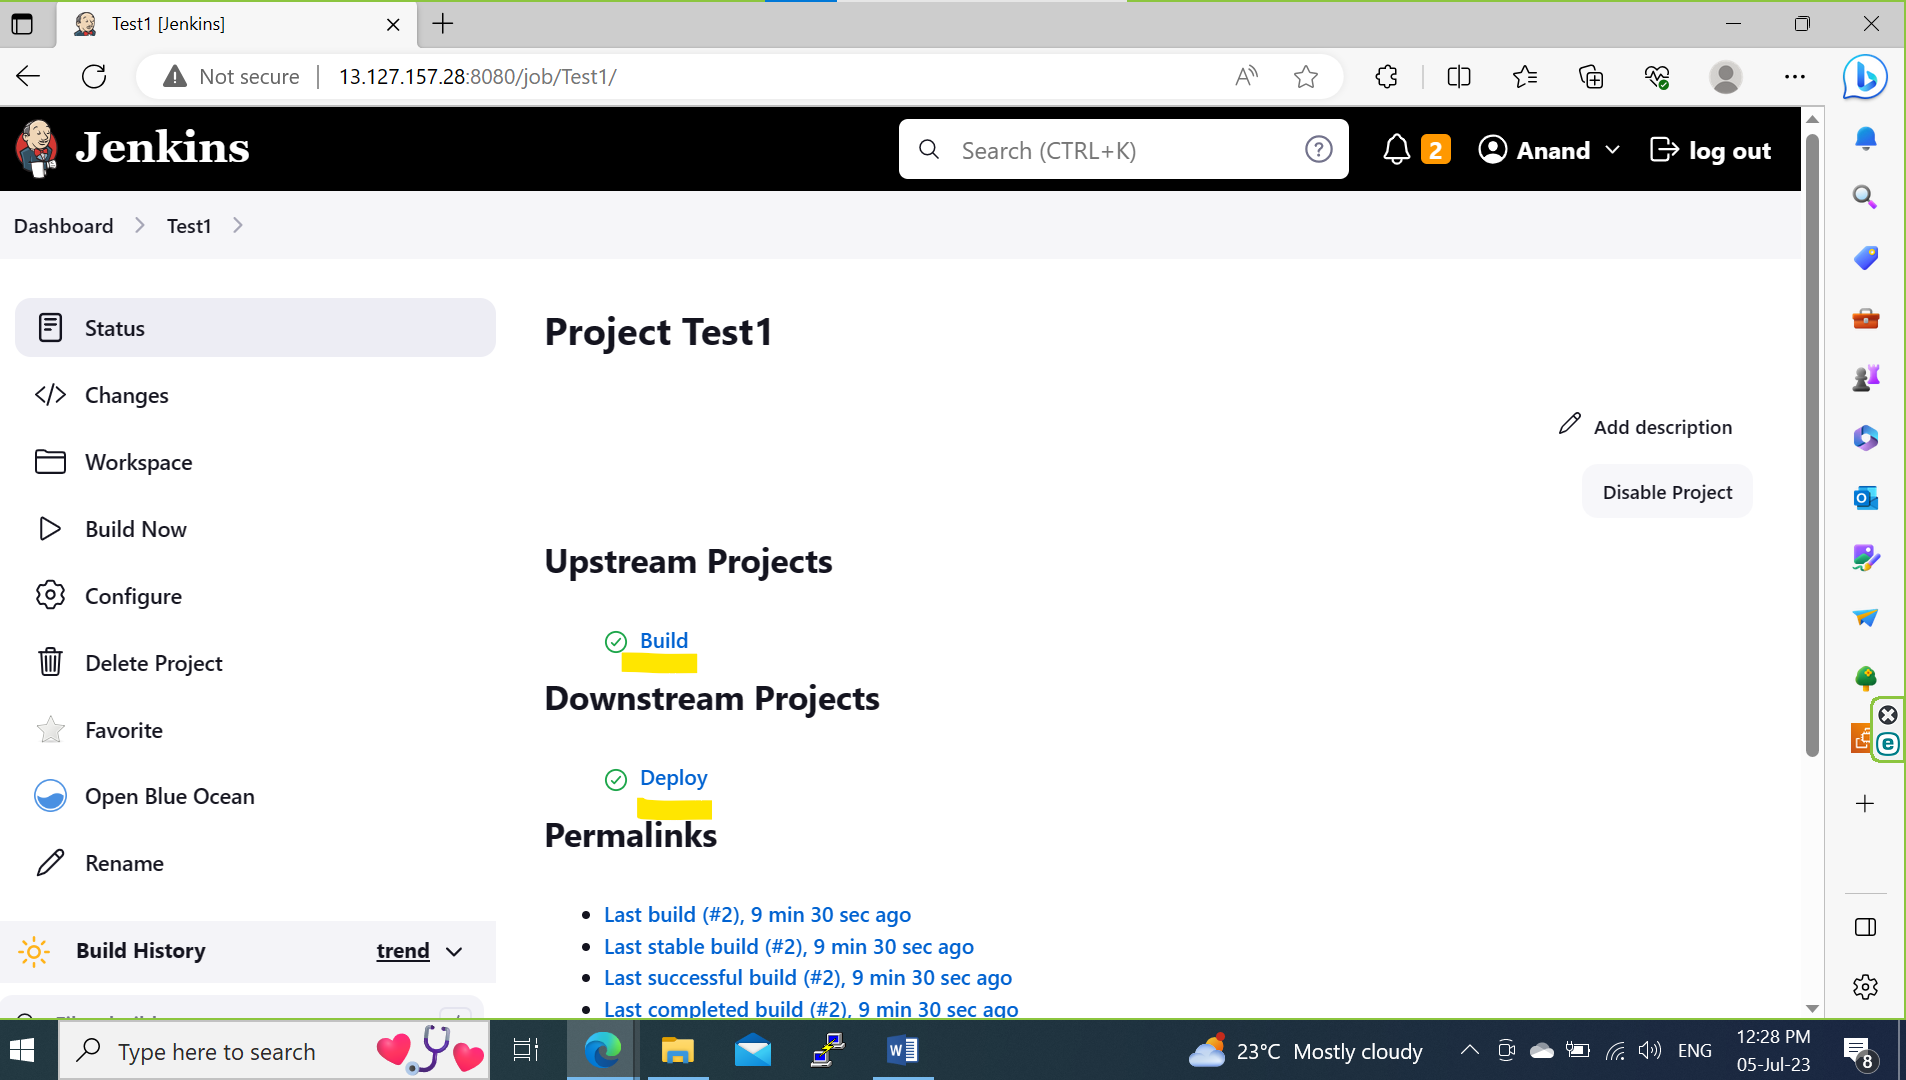 Test1 [Jenkins]
Not secure
13.127.157.28:8080/job/Test1/
Jenkins
Search (CTRL+K)
2
Anand
log out
Dashboard
Test1
Status
Changes
Workspace
Build Now
Configure
Delete Project
Favorite
Open Blue Ocean
Rename
Build History
trend
Project Test1
Add description
Disable Project
Upstream Projects
Build
Downstream Projects
Deploy
Permalinks
Last build (#2), 9 min 30 sec ago
Last stable build (#2), 9 min 30 sec ago
Last successful build (#2), 9 min 30 sec ago
Last completed build (#2), 9 min 30 sec ago
Type here to search
23°C Mostly cloudy
ENG
12:28 PM
05-Jul-23
8